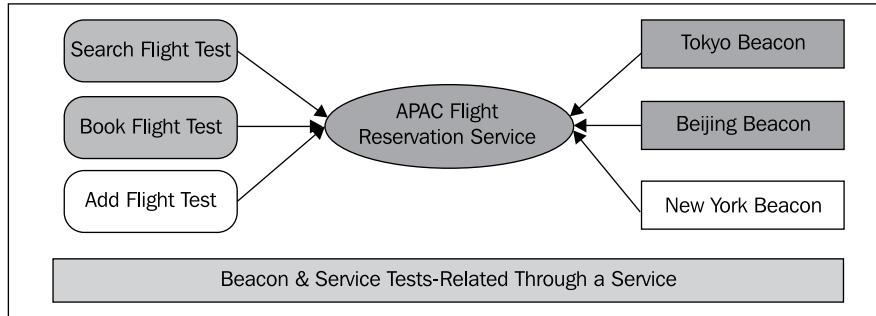 Search Flight Test
Book Flight Test
Add Flight Test
APAC Flight
Reservation Service
Tokyo Beacon
Beijing Beacon
New York Beacon
Beacon & Service Tests-Related Through a Service